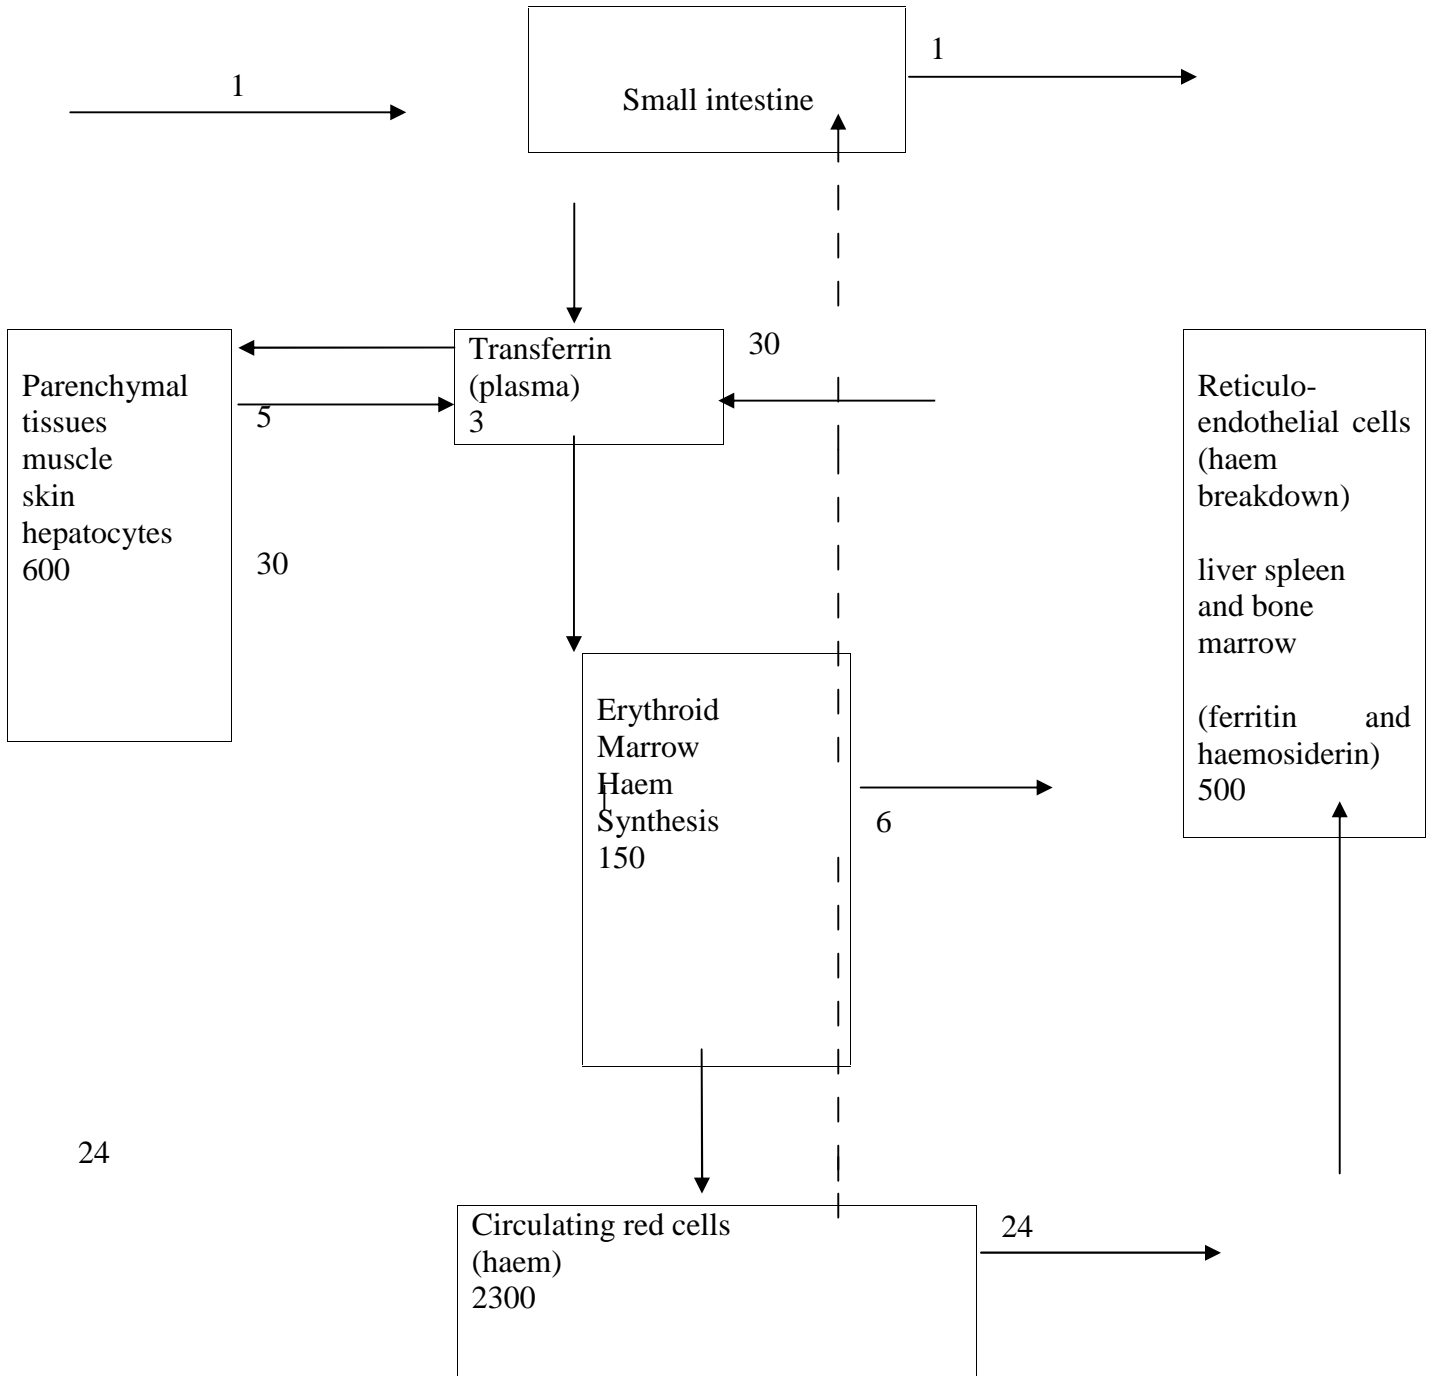 1
1
Small intestine
Transferrin
(plasma)
3
30
Parenchymal
tissues
muscle
skin
hepatocytes
600
5
30
Reticulo-
endothelial cells
(haem
breakdown)
liver spleen
and bone
marrow
(ferritin and
haemosiderin)
500
Erythroid
Marrow
Haem
Synthesis
150
6
24
Circulating red cells
(haem)
2300
24